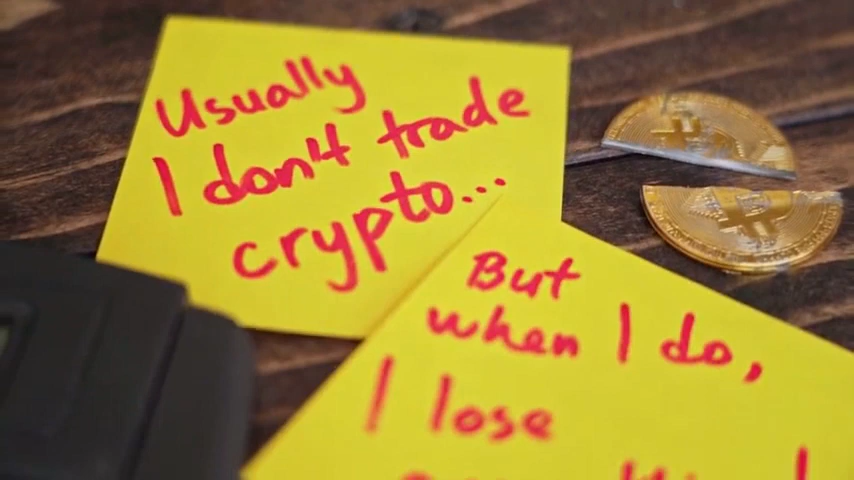 Usually
I don't trade
crypto...
But
when I do,
I lose